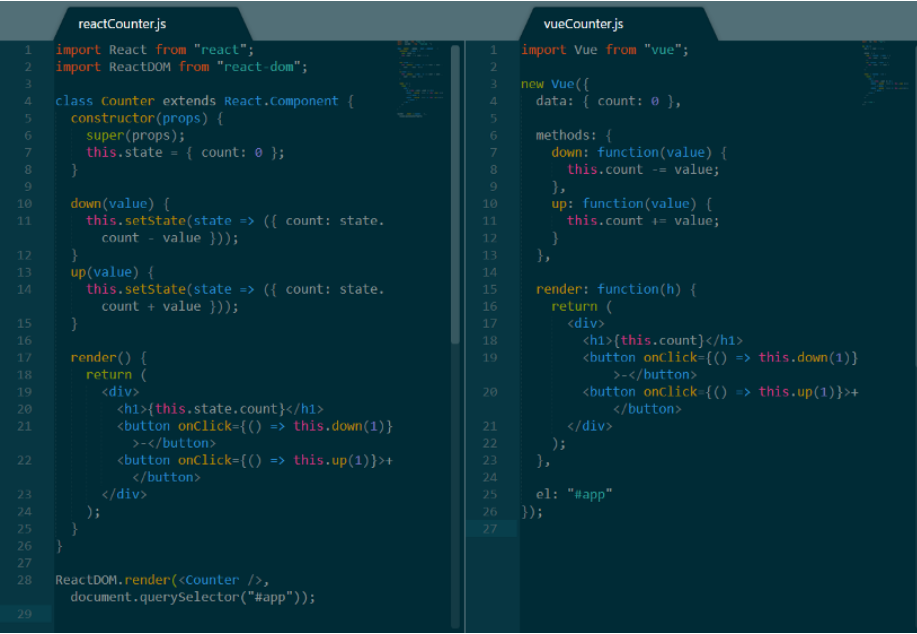 reactCounter.js
1 import React from "react";
2 import ReactDOM from "react-dom";
3
4 class Counter extends React.Component {
5 constructor(props) {
6 super(props);
7 this.state = { count: 0 };
8 }
9
10 down(value) {
11 this.setState(state => ({ count: state.
count - value }));
12 }
13 up(value) {
14 this.setState(state => ({ count: state.
count + value }));
15 }
16
17 render() {
18 return (
19 <div>
20 <h1>{this.state.count}</h1>
21 <button onClick={() => this.down(1)}
>-</button>
22 <button onClick={() => this.up(1)}>+
</button>
23 </div>
24 );
25 }
26 }
27
28 ReactDOM.render(<Counter />,
document.querySelector("#app"));
29
vueCounter.js
1 import Vue from "vue";
2
3 new Vue({
4 data: { count: 0 },
5
6 methods: {
7 down: function(value) {
8 this.count -= value;
9 },
10 up: function(value) {
11 this.count += value;
12 }
13 },
14
15 render: function(h) {
16 return (
17 <div>
18 <h1>{this.count}</h1>
19 <button onClick={() => this.down(1)}
>-</button>
20 <button onClick={() => this.up(1)}>+
</button>
21 </div>
22 );
23 },
24
25 el: "#app"
26 });
27